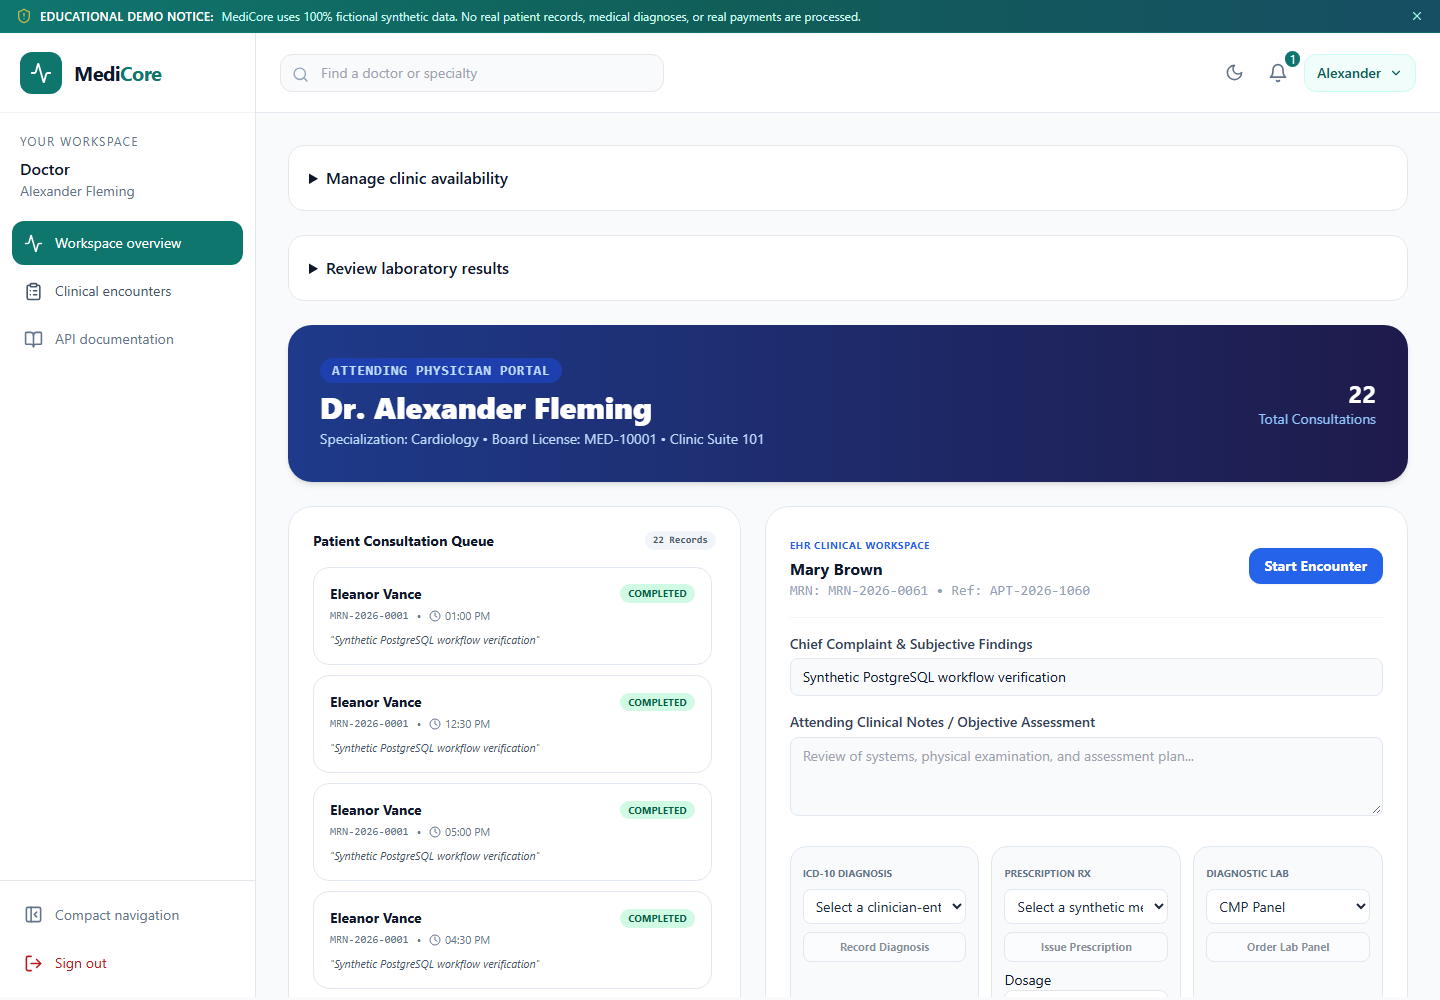 EDUCATIONAL DEMO NOTICE: MediCore uses 100% fictional synthetic data. No real patient records, medical diagnoses, or real payments are processed.
MediCore
Find a doctor or specialty
1
Alexander
YOUR WORKSPACE
Doctor
Alexander Fleming
Workspace overview
Clinical encounters
API documentation
Compact navigation
Sign out
Manage clinic availability
Review laboratory results
ATTENDING PHYSICIAN PORTAL
Dr. Alexander Fleming
Specialization: Cardiology • Board License: MED-10001 • Clinic Suite 101
22
Total Consultations
Patient Consultation Queue
22 Records
Eleanor Vance
COMPLETED
MRN-2026-0001 • 01:00 PM
"Synthetic PostgreSQL workflow verification"
Eleanor Vance
COMPLETED
MRN-2026-0001 • 12:30 PM
"Synthetic PostgreSQL workflow verification"
Eleanor Vance
COMPLETED
MRN-2026-0001 • 05:00 PM
"Synthetic PostgreSQL workflow verification"
Eleanor Vance
COMPLETED
MRN-2026-0001 • 04:30 PM
"Synthetic PostgreSQL workflow verification"
EHR CLINICAL WORKSPACE
Mary Brown
MRN: MRN-2026-0061 • Ref: APT-2026-1060
Start Encounter
Chief Complaint & Subjective Findings
Synthetic PostgreSQL workflow verification
Attending Clinical Notes / Objective Assessment
Review of systems, physical examination, and assessment plan...
ICD-10 DIAGNOSIS
Select a clinician-ent
Record Diagnosis
PRESCRIPTION RX
Select a synthetic me
Issue Prescription
Dosage
DIAGNOSTIC LAB
CMP Panel
Order Lab Panel